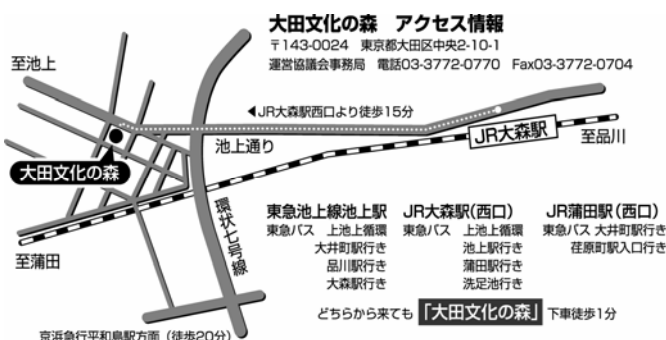 大田文化の森 アクセス情報
〒143-0024 東京都大田区中央2-10-1
運営協議会事務局 電話03-3772-0770 Fax03-3772-0704
至池上
◀JR大森駅西口より徒歩15分
池上通り
JR大森駅
至品川
大田文化の森
環状七号線
至蒲田
京浜急行平和島駅方面（徒歩20分）
東急池上線池上駅
東急バス 上池上循環
大井町駅行き
品川駅行き
大森駅行き
JR大森駅(西口)
東急バス 上池上循環
池上駅行き
蒲田駅行き
洗足池行き
JR蒲田駅(西口)
東急バス 大井町駅行き
荏原町駅入口行き
どちらから来ても 「大田文化の森」 下車徒歩1分